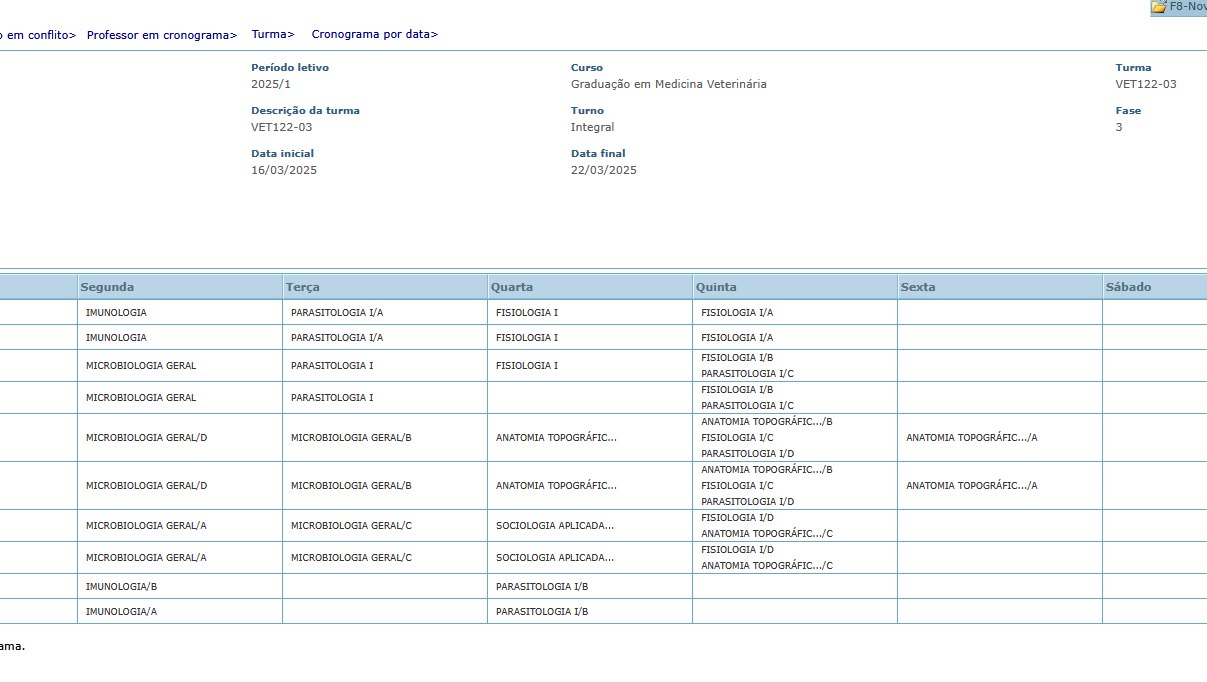 F8-Nov
o em conflito> Professor em cronograma> Turma> Cronograma por data>
Período letivo Curso Turma
2025/1 Graduação em Medicina Veterinária VET122-03
Descrição da turma Turno Fase
VET122-03 Integral 3
Data inicial Data final
16/03/2025 22/03/2025
Segunda Terça Quarta Quinta Sexta Sábado
IMUNOLOGIA PARASITOLOGIA I/A FISIOLOGIA I FISIOLOGIA I/A
IMUNOLOGIA PARASITOLOGIA I/A FISIOLOGIA I FISIOLOGIA I/A
MICROBIOLOGIA GERAL PARASITOLOGIA I FISIOLOGIA I FISIOLOGIA I/B
PARASITOLOGIA I/C
MICROBIOLOGIA GERAL PARASITOLOGIA I FISIOLOGIA I/B
PARASITOLOGIA I/C
MICROBIOLOGIA GERAL/D MICROBIOLOGIA GERAL/B ANATOMIA TOPOGRÁFIC... ANATOMIA TOPOGRÁFIC.../B
FISIOLOGIA I/C
PARASITOLOGIA I/D
ANATOMIA TOPOGRÁFIC.../A
MICROBIOLOGIA GERAL/D MICROBIOLOGIA GERAL/B ANATOMIA TOPOGRÁFIC... ANATOMIA TOPOGRÁFIC.../B
FISIOLOGIA I/C
PARASITOLOGIA I/D
ANATOMIA TOPOGRÁFIC.../A
MICROBIOLOGIA GERAL/A MICROBIOLOGIA GERAL/C SOCIOLOGIA APLICADA... FISIOLOGIA I/D
ANATOMIA TOPOGRÁFIC.../C
MICROBIOLOGIA GERAL/A MICROBIOLOGIA GERAL/C SOCIOLOGIA APLICADA... FISIOLOGIA I/D
ANATOMIA TOPOGRÁFIC.../C
IMUNOLOGIA/B PARASITOLOGIA I/B
IMUNOLOGIA/A PARASITOLOGIA I/B
ama.